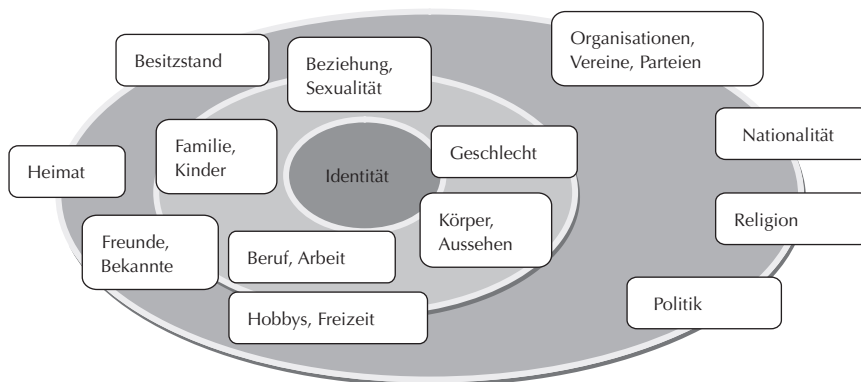 Besitzstand
Beziehung,
Sexualität
Organisationen,
Vereine, Parteien
Familie,
Kinder
Geschlecht
Nationalität
Heimat
Identität
Körper,
Aussehen
Religion
Freunde,
Bekannte
Beruf, Arbeit
Hobbys, Freizeit
Politik